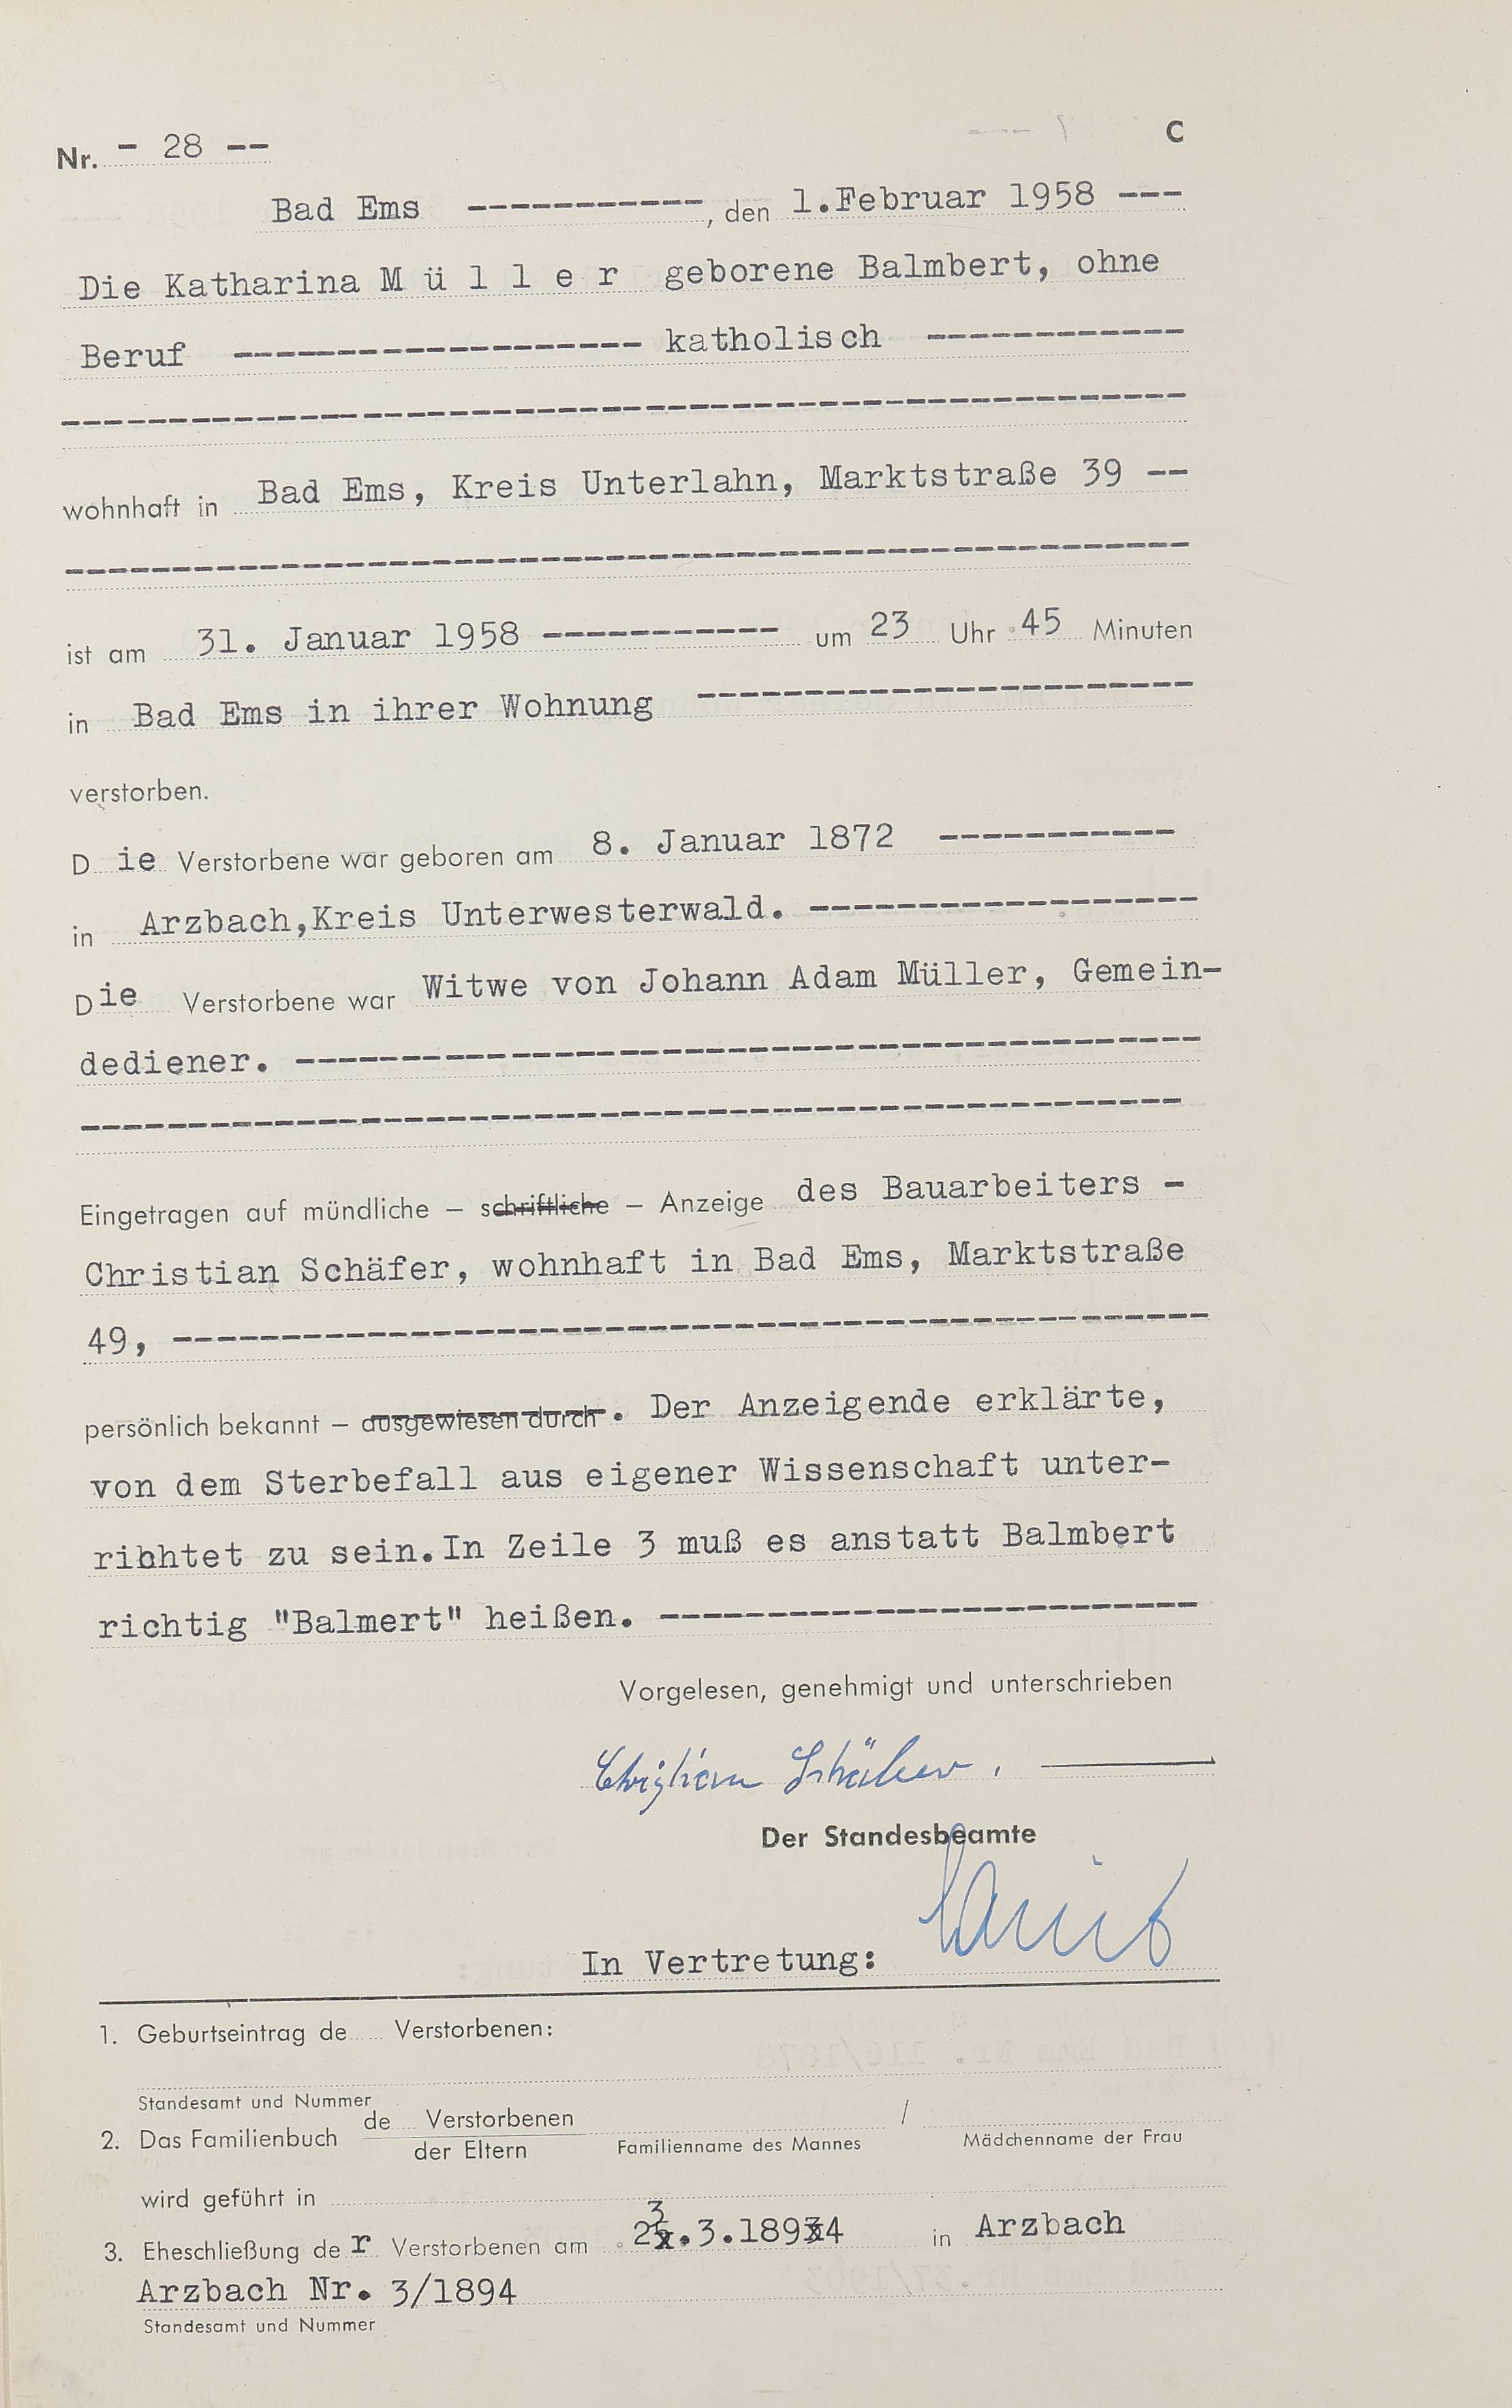 Nr. - 28 -- C
Bad Ems -----------, den 1.Februar 1958 ---
Die Katharina M ü l l e r geborene Balmbert, ohne
Beruf ------------------- katholisch ------------
wohnhaft in Bad Ems, Kreis Unterlahn, Marktstraße 39 --
ist am 31. Januar 1958 ----------- um 23 Uhr 45 Minuten
in Bad Ems in ihrer Wohnung -----------------------
verstorben.
Die Verstorbene war geboren am 8. Januar 1872 -----------
in Arzbach,Kreis Unterwesterwald. ------------------
Die Verstorbene war Witwe von Johann Adam Müller, Gemein-
dediener. ------------------------------------------
Eingetragen auf mündliche – schriftliche – Anzeige des Bauarbeiters -
Christian Schäfer, wohnhaft in Bad Ems, Marktstraße
49, ------------------------------------------------
persönlich bekannt – ausgewiesen durch. Der Anzeigende erklärte,
von dem Sterbefall aus eigener Wissenschaft unter-
rihhtet zu sein.In Zeile 3 muß es anstatt Balmbert
richtig "Balmert" heißen. -------------------------
Vorgelesen, genehmigt und unterschrieben
Christian Schäfer.
Der Standesbeamte
In Vertretung:
1. Geburtseintrag de Verstorbenen:
Standesamt und Nummer
2. Das Familienbuch de Verstorbenen /
der Eltern Familienname des Mannes Mädchenname der Frau
wird geführt in
3. Eheschließung der Verstorbenen am 23.3.1894 in Arzbach
Arzbach Nr. 3/1894
Standesamt und Nummer